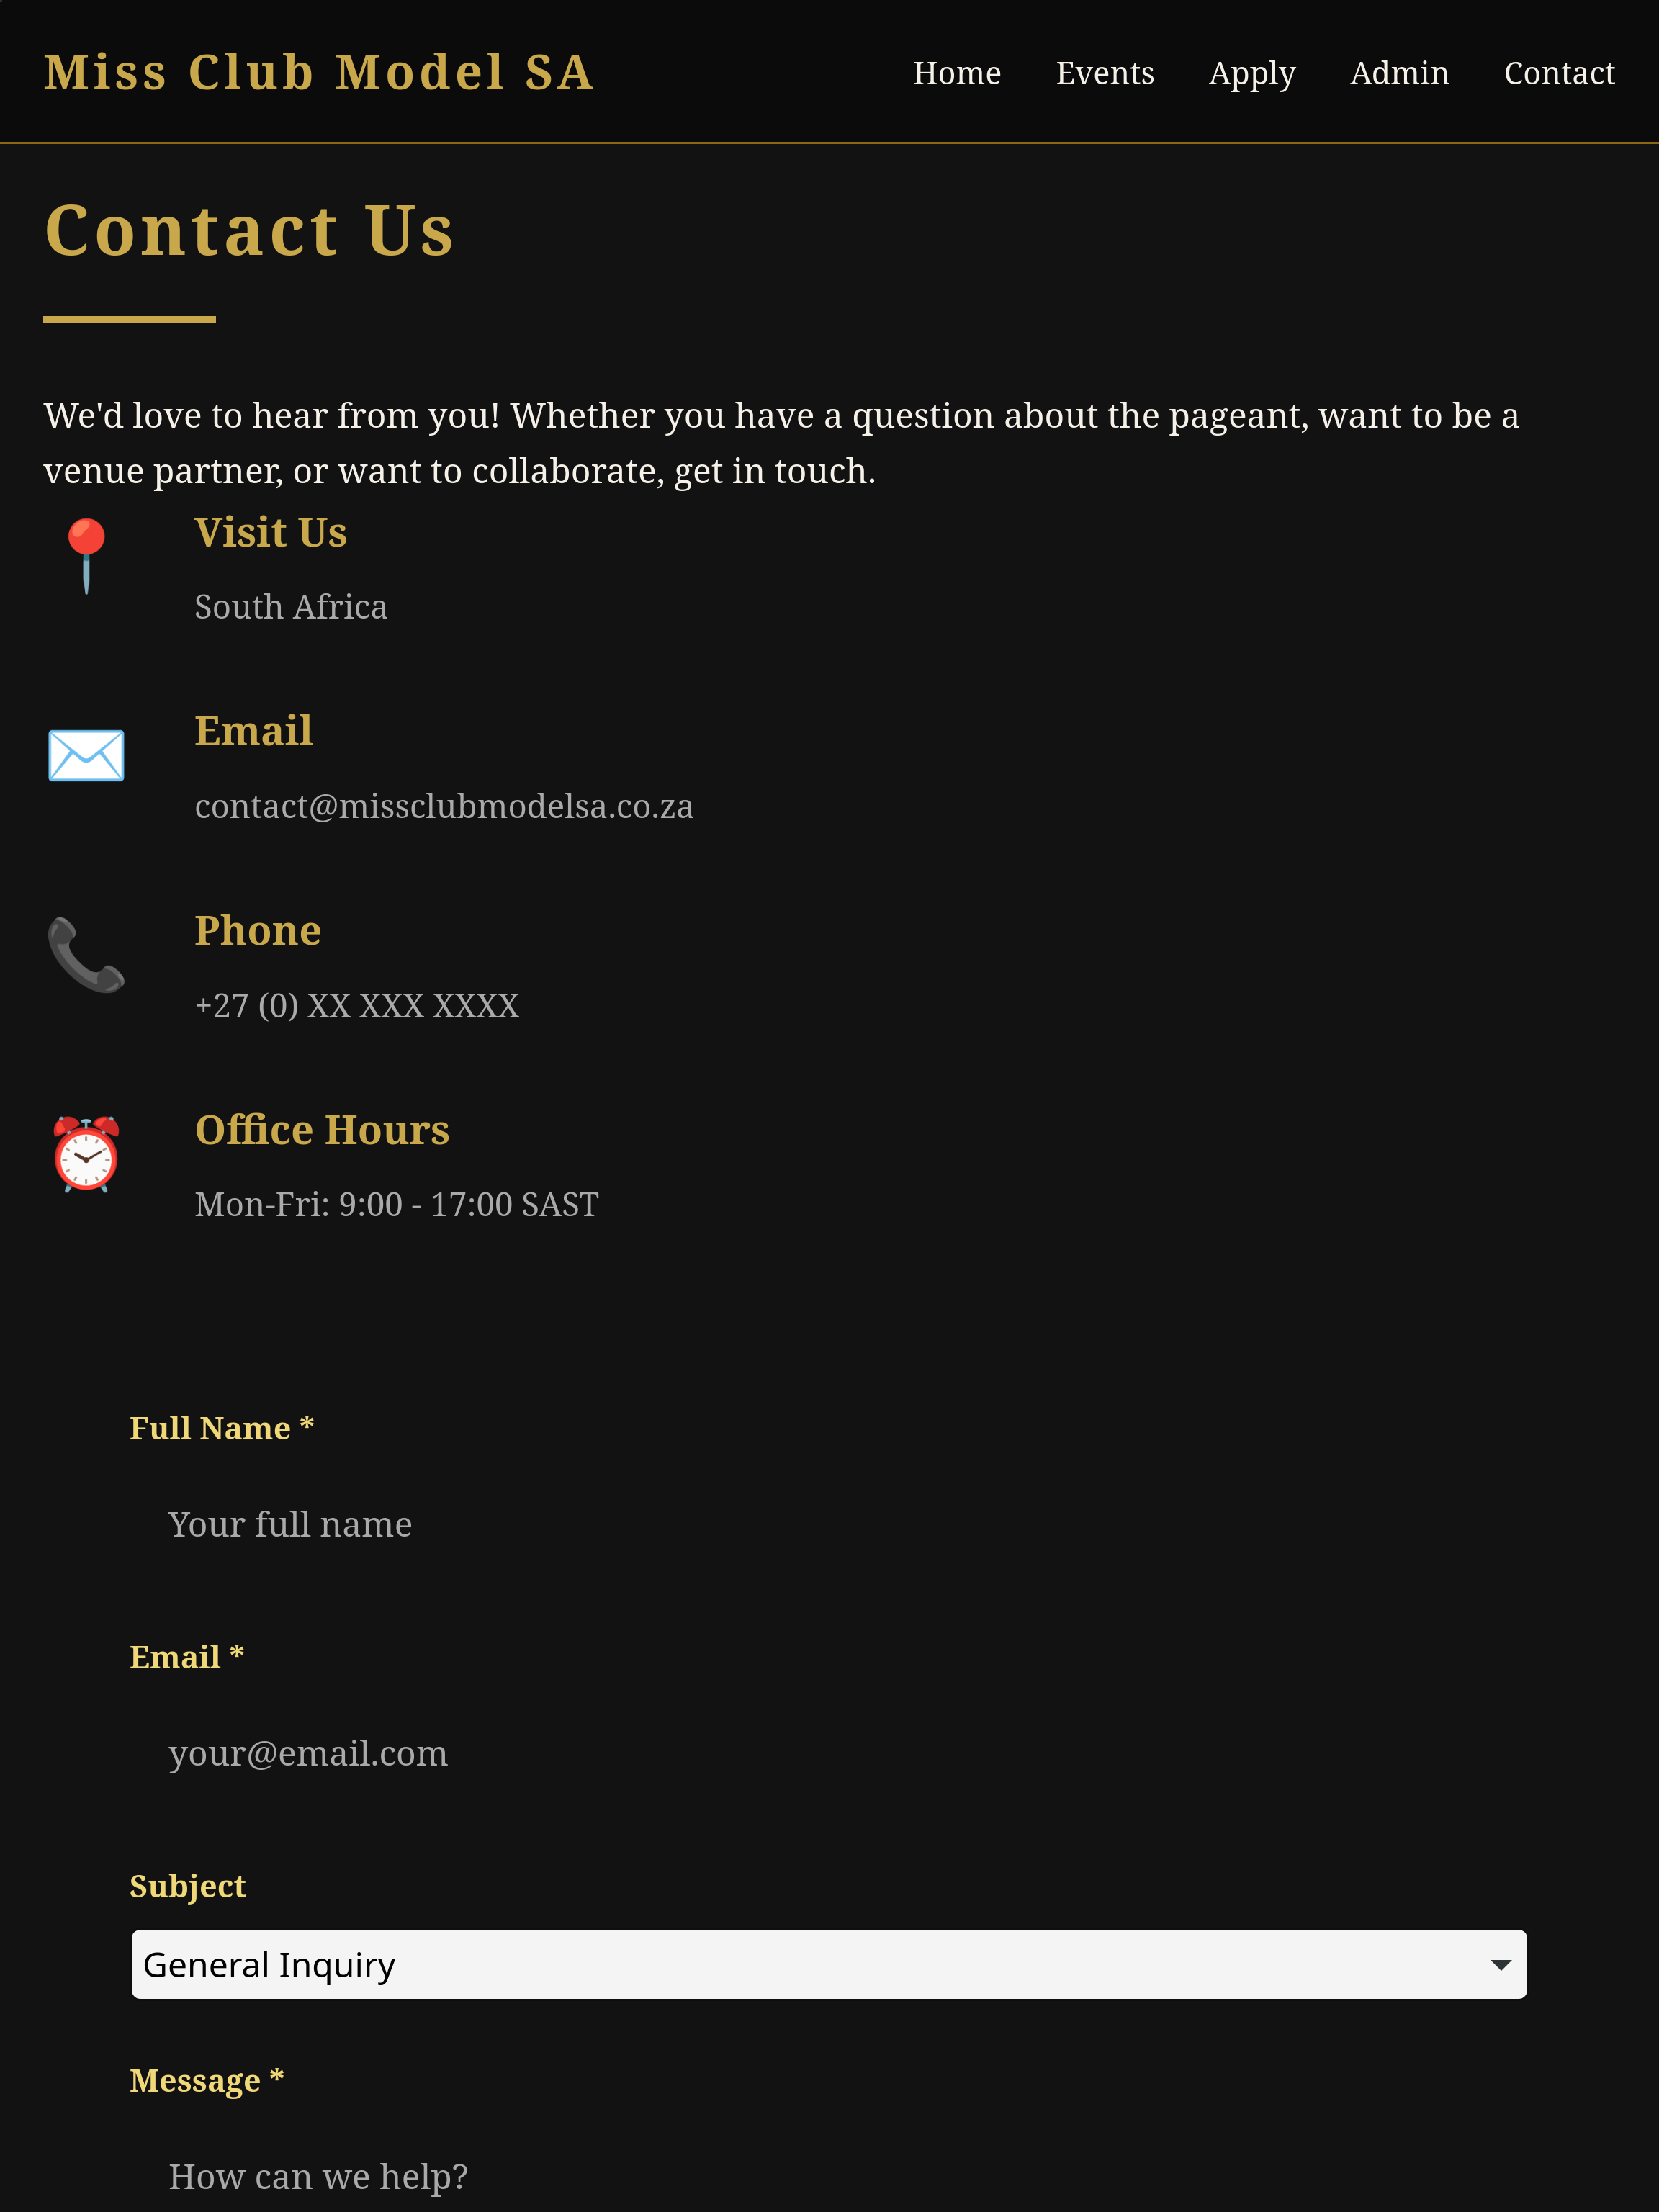 Miss Club Model SA
Home Events Apply Admin Contact
Contact Us
We'd love to hear from you! Whether you have a question about the pageant, want to be a
venue partner, or want to collaborate, get in touch.
Visit Us
South Africa
Email
contact@missclubmodelsa.co.za
Phone
+27 (0) XX XXX XXXX
Office Hours
Mon-Fri: 9:00 - 17:00 SAST
Full Name *
Your full name
Email *
your@email.com
Subject
General Inquiry
Message *
How can we help?